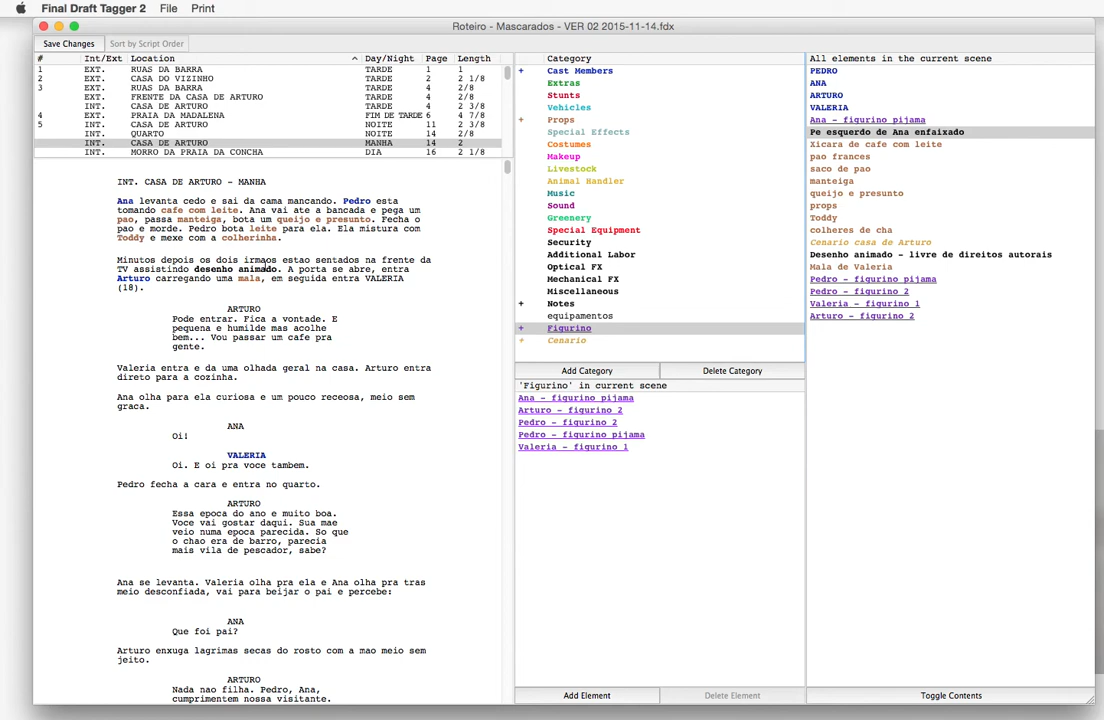 Final Draft Tagger 2 File Print
Roteiro - Mascarados - VER 02 2015-11-14.fdx
Save Changes Sort by Script Order
# Int/Ext Location Day/Night Page Length
1 EXT. RUAS DA BARRA TARDE 1 1
2 EXT. CASA DO VIZINHO TARDE 2 2 1/8
3 EXT. RUAS DA BARRA TARDE 4 2/8
EXT. FRENTE DA CASA DE ARTURO TARDE 4 2/8
INT. CASA DE ARTURO TARDE 4 2 3/8
4 EXT. PRAIA DA MADALENA FIM DE TARDE 6 4 7/8
5 INT. CASA DE ARTURO NOITE 11 2 3/8
INT. QUARTO NOITE 14 2/8
INT. CASA DE ARTURO MANHA 14 2
INT. MORRO DA PRAIA DA CONCHA DIA 16 2 1/8
INT. CASA DE ARTURO - MANHA
Ana levanta cedo e sai da cama mancando. Pedro esta
tomando cafe com leite. Ana vai ate a bancada e pega um
pao, passa manteiga, bota um queijo e presunto. Fecha o
pao e morde. Pedro bota leite para ela. Ela mistura com
Toddy e mexe com a colherinha.
Minutos depois os dois irmaos estao sentados na frente da
TV assistindo desenho animado. A porta se abre, entra
Arturo carregando uma mala, em seguida entra VALERIA
(18).
ARTURO
Pode entrar. Fica a vontade. E
pequena e humilde mas acolhe
bem... Vou passar um cafe pra
gente.
Valeria entra e da uma olhada geral na casa. Arturo entra
direto para a cozinha.
Ana olha para ela curiosa e um pouco receosa, meio sem
graca.
ANA
Oi!
VALERIA
Oi. E oi pra voce tambem.
Pedro fecha a cara e entra no quarto.
ARTURO
Essa epoca do ano e muito boa.
Voce vai gostar daqui. Sua mae
veio numa epoca parecida. So que
o chao era de barro, parecia
mais vila de pescador, sabe?
Ana se levanta. Valeria olha pra ela e Ana olha pra tras
meio desconfiada, vai para beijar o pai e percebe:
ANA
Que foi pai?
Arturo enxuga lagrimas secas do rosto com a mao meio sem
jeito.
ARTURO
Nada nao filha. Pedro, Ana,
cumprimentem nossa visitante.
Category
+ Cast Members
Extras
Stunts
Vehicles
+ Props
Special Effects
Costumes
Makeup
Livestock
Animal Handler
Music
Sound
Greenery
Special Equipment
Security
Additional Labor
Optical FX
Mechanical FX
Miscellaneous
+ Notes
equipamentos
+ Figurino
+ Cenario
Add Category Delete Category
'Figurino' in current scene
Ana - figurino pijama
Arturo - figurino 2
Pedro - figurino 2
Pedro - figurino pijama
Valeria - figurino 1
Add Element Delete Element
All elements in the current scene
PEDRO
ANA
ARTURO
VALERIA
Ana - figurino pijama
Pe esquerdo de Ana enfaixado
Xicara de cafe com leite
pao frances
saco de pao
manteiga
queijo e presunto
props
Toddy
colheres de cha
Cenario casa de Arturo
Desenho animado - livre de direitos autorais
Mala de Valeria
Pedro - figurino pijama
Pedro - figurino 2
Valeria - figurino 1
Arturo - figurino 2
Toggle Contents